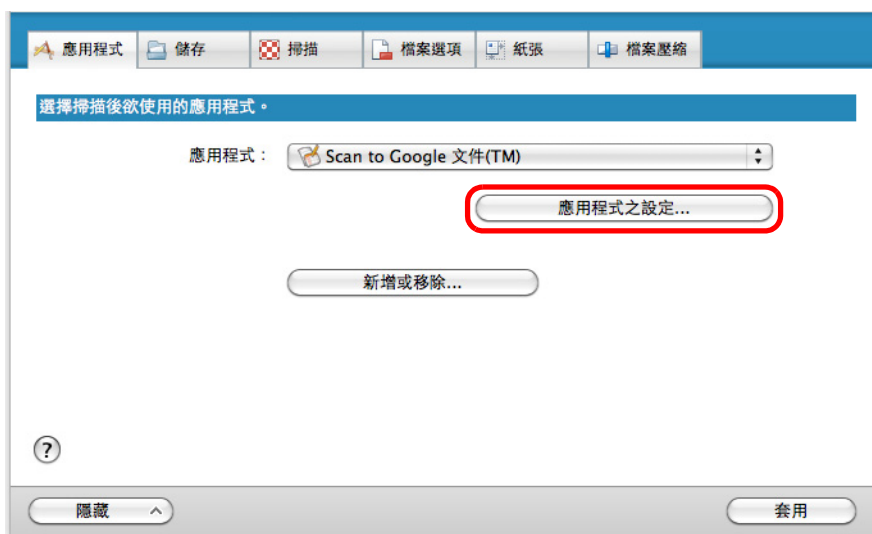 應用程式 儲存 掃描 檔案選項 紙張 檔案壓縮
選擇掃描後欲使用的應用程式。
應用程式： Scan to Google 文件(TM)
應用程式之設定...
新增或移除...
?
隱藏 套用